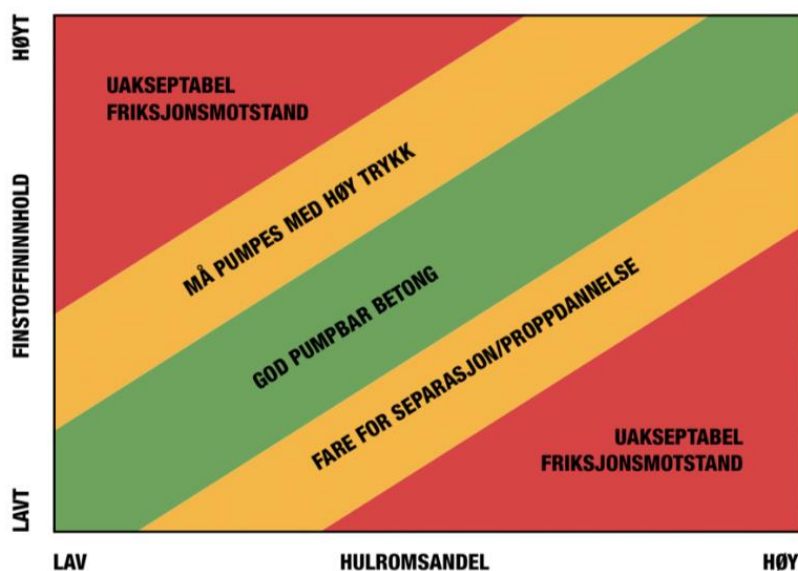 HØYT
UAKSEPTABEL
FRIKSJONSMOTSTAND
MÅ PUMPES MED HØY TRYKK
FINSTOFFININNHOLD
GOD PUMPBAR BETONG
FARE FOR SEPARASJON/PROPPDANNELSE
UAKSEPTABEL
FRIKSJONSMOTSTAND
LAVT
LAV
HULROMSANDEL
HØY